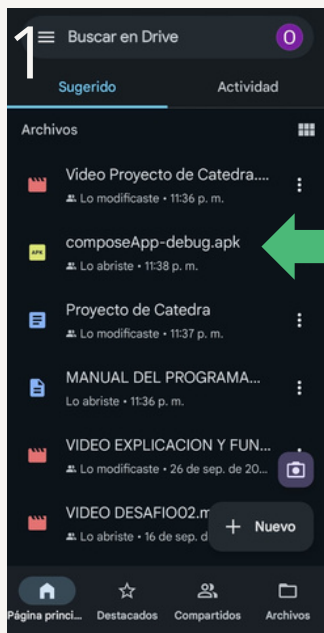 1
Buscar en Drive
O
Sugerido
Actividad
Archivos
Video Proyecto de Catedra....
Lo modificaste • 11:36 p. m.
APK
composeApp-debug.apk
Lo abriste • 11:38 p. m.
Proyecto de Catedra
Lo modificaste • 11:37 p. m.
MANUAL DEL PROGRAMA...
Lo abriste • 11:36 p. m.
VIDEO EXPLICACION Y FUN...
Lo modificaste • 26 de sep. de 20...
VIDEO DESAFIO02.m
Lo abriste • 16 de sep. d
+ Nuevo
Página princi...
Destacados
Compartidos
Archivos